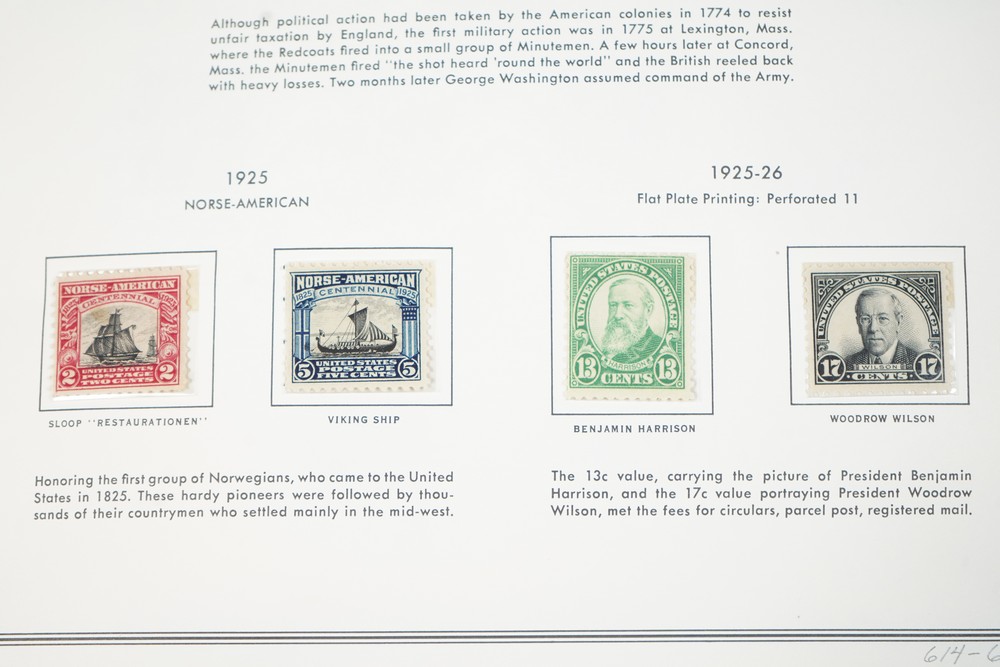 Although political action had been taken by the American colonies in 1774 to resist
unfair taxation by England, the first military action was in 1775 at Lexington, Mass.
where the Redcoats fired into a small group of Minutemen. A few hours later at Concord,
Mass. the Minutemen fired "the shot heard 'round the world" and the British reeled back
with heavy losses. Two months later George Washington assumed command of the Army.
1925
NORSE-AMERICAN
NORSE-AMERICAN
CENTENNIAL
2 UNITED STATES 2
POSTAGE
TWO CENTS
SLOOP "RESTAURATIONEN"
NORSE-AMERICAN
1825 CENTENNIAL 1925
5 UNITED STATES 5
POSTAGE
FIVE CENTS
VIKING SHIP
Honoring the first group of Norwegians, who came to the United
States in 1825. These hardy pioneers were followed by thou-
sands of their countrymen who settled mainly in the mid-west.
1925-26
Flat Plate Printing: Perforated 11
UNITED STATES POSTAGE
HARRISON
13 CENTS 13
BENJAMIN HARRISON
UNITED STATES POSTAGE
WILSON
17 CENTS 17
WOODROW WILSON
The 13c value, carrying the picture of President Benjamin
Harrison, and the 17c value portraying President Woodrow
Wilson, met the fees for circulars, parcel post, registered mail.
614-6